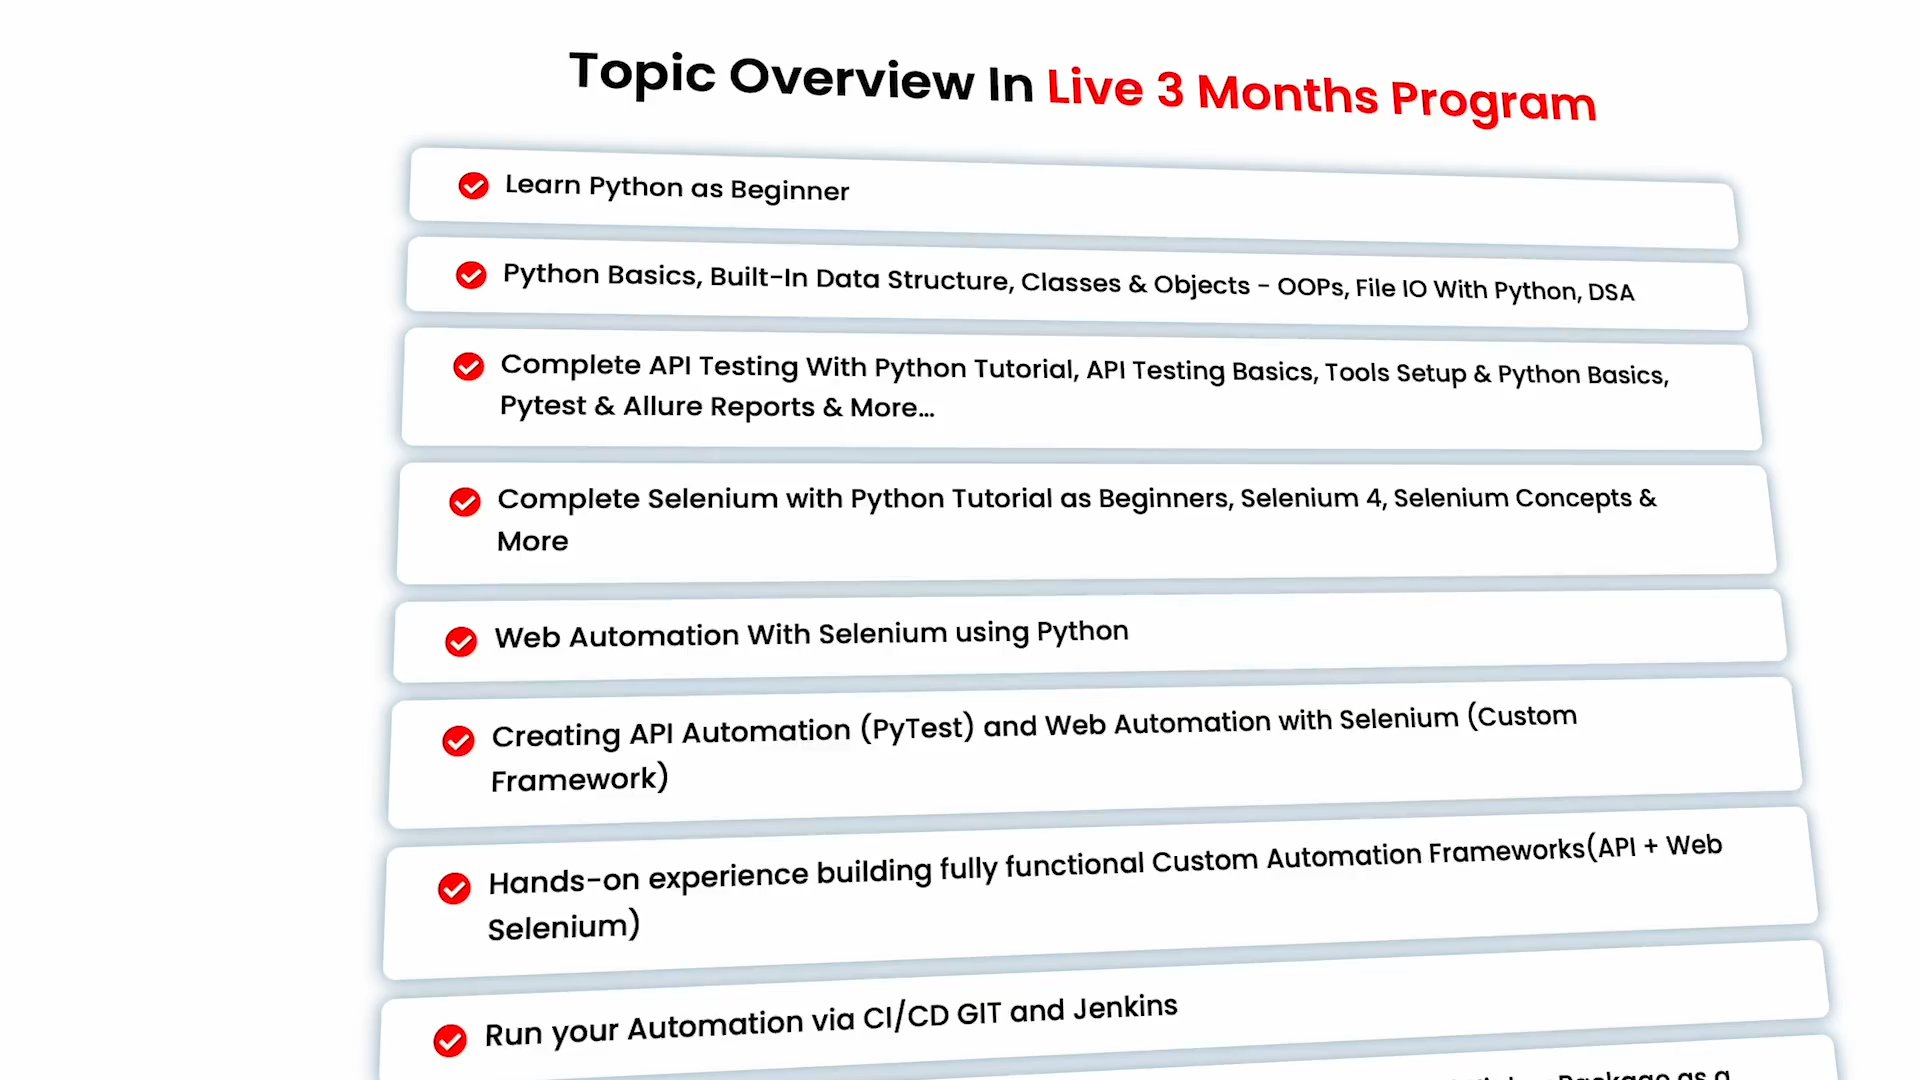 Topic Overview In Live 3 Months Program
Learn Python as Beginner
Python Basics, Built-In Data Structure, Classes & Objects - OOPs, File IO With Python, DSA
Complete API Testing With Python Tutorial, API Testing Basics, Tools Setup & Python Basics,
Pytest & Allure Reports & More...
Complete Selenium with Python Tutorial as Beginners, Selenium 4, Selenium Concepts &
More
Web Automation With Selenium using Python
Creating API Automation (PyTest) and Web Automation with Selenium (Custom
Framework)
Hands-on experience building fully functional Custom Automation Frameworks(API + Web
Selenium)
Run your Automation via CI/CD GIT and Jenkins
Package as a